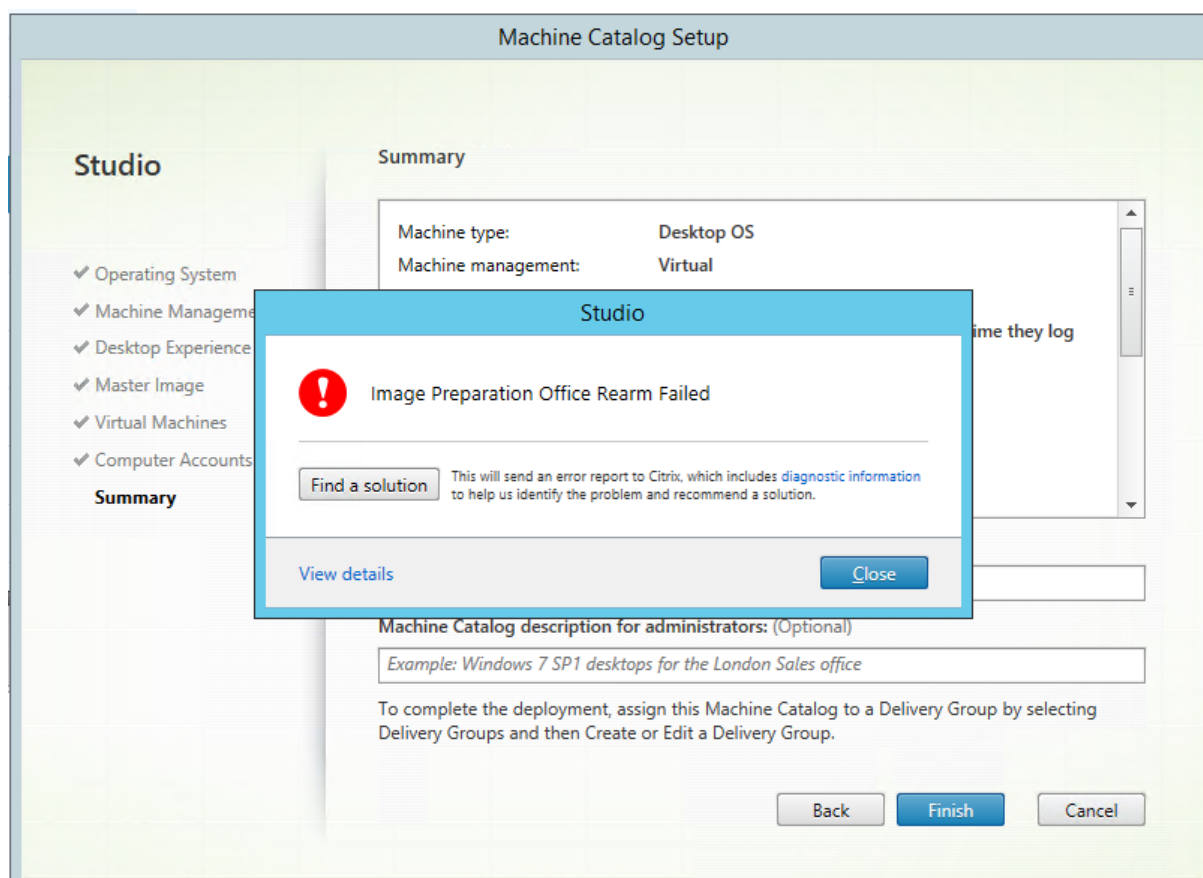 Machine Catalog Setup
Studio
Operating System
Machine Manageme
Desktop Experience
Master Image
Virtual Machines
Computer Accounts
Summary
Summary
Machine type: Desktop OS
Machine management: Virtual
ime they log
Studio
Image Preparation Office Rearm Failed
Find a solution
This will send an error report to Citrix, which includes diagnostic information
to help us identify the problem and recommend a solution.
View details
Close
Machine Catalog description for administrators: (Optional)
Example: Windows 7 SP1 desktops for the London Sales office
To complete the deployment, assign this Machine Catalog to a Delivery Group by selecting
Delivery Groups and then Create or Edit a Delivery Group.
Back Finish Cancel